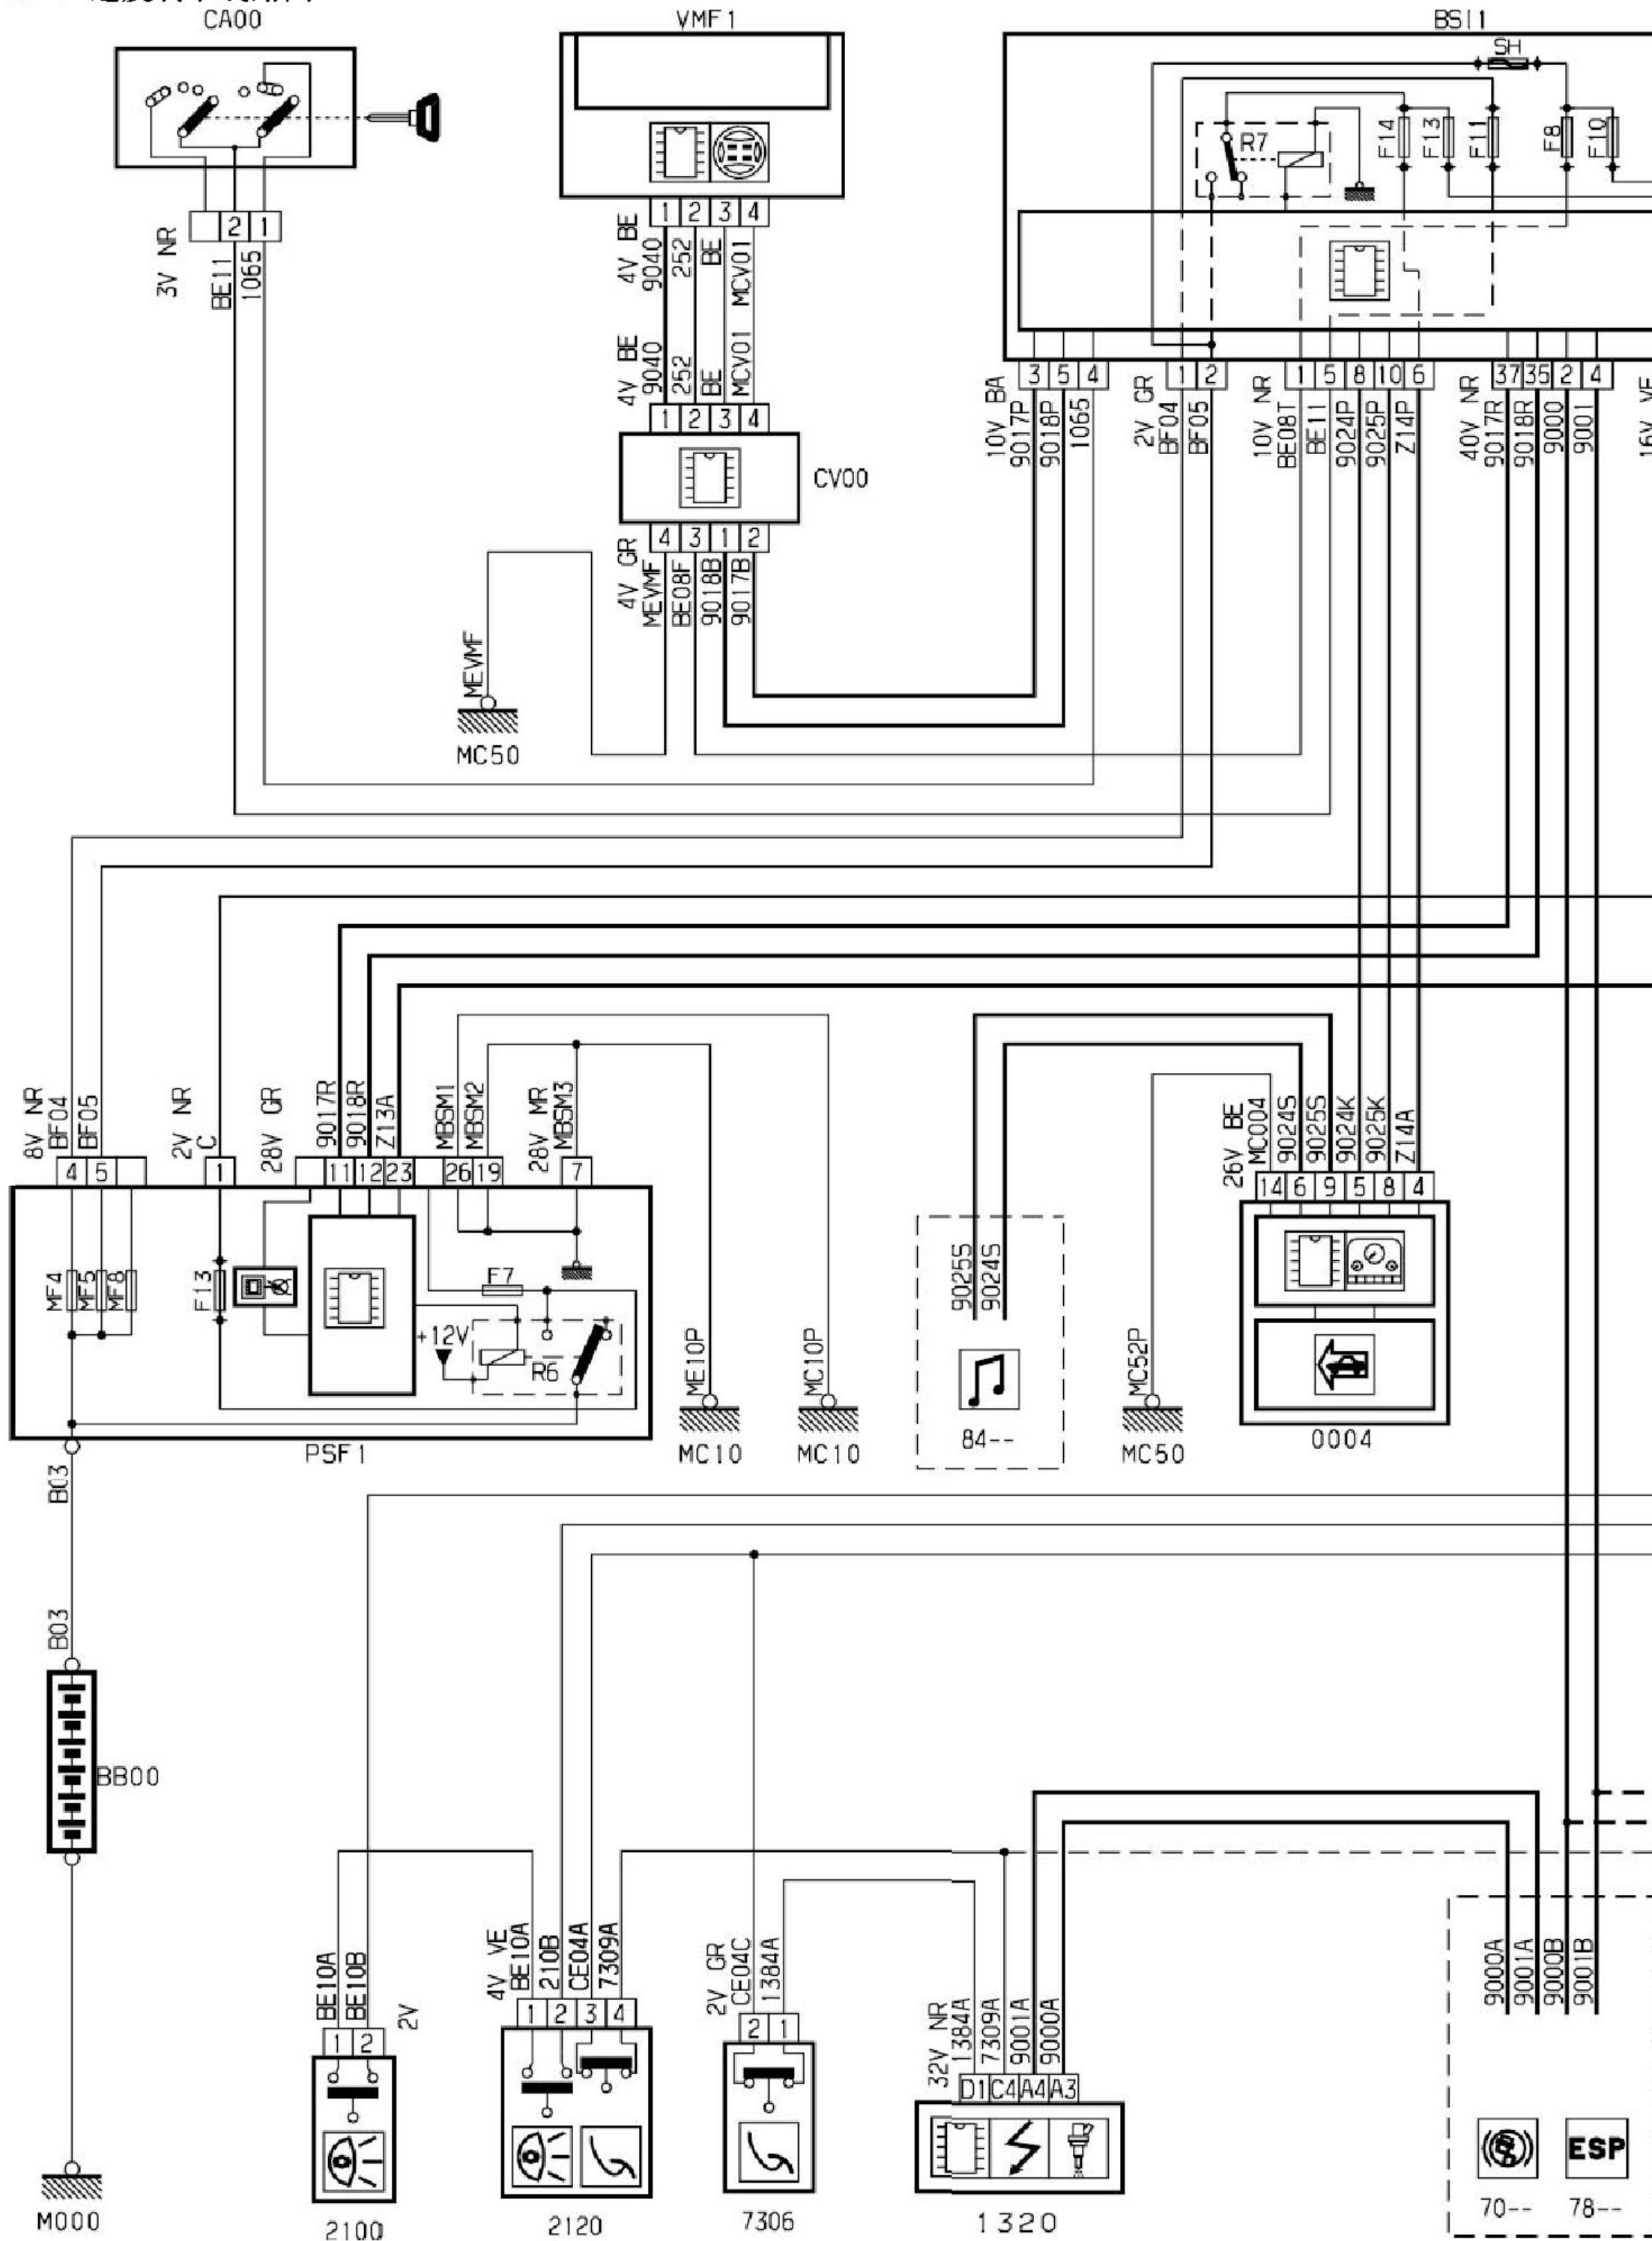 CA00
VMF1
BSI1
SH
R7
F14
F13
F11
F8
F10
3V NR
2 1
BE11
1065
1 2 3 4
4V BE
9040
252
BE
MCV01
4V BE
9040
252
BE
MCV01
1 2 3 4
CV00
4 3 1 2
4V GR
MEVMF
BE08F
9018B
9017B
MEVMF
MC50
3 5 4
1 2
1 5 8 10 6
37 35 2 4
10V BA
9017P
9018P
1065
2V GR
BF04
BF05
10V NR
BE08T
BE11
9024P
9025P
Z14P
40V NR
9017R
9018R
9000
9001
16V VE
8V NR
BF04
BF05
2V NR
C
28V GR
9017R
9018R
Z13A
MBSM1
MBSM2
28V MR
MBSM3
4 5
1
11 12 23
26 19
7
MF4
MF5
MF8
F13
F7
+12V
R6
PSF1
ME10P
MC10
MC10P
MC10
9025S
9024S
84--
MC52P
MC50
26V BE
MC004
9024S
9025S
9024K
9025K
Z14A
14 6 9 5 8 4
0004
B03
B03
BB00
M000
BE10A
BE10B
2V
1 2
2100
4V VE
BE10A
210B
CE04A
7309A
1 2 3 4
2120
2V GR
CE04C
1384A
2 1
7306
32V NR
1384A
7309A
9001A
9000A
D1 C4 A4 A3
1320
9000A
9001A
9000B
9001B
ESP
70--
78--